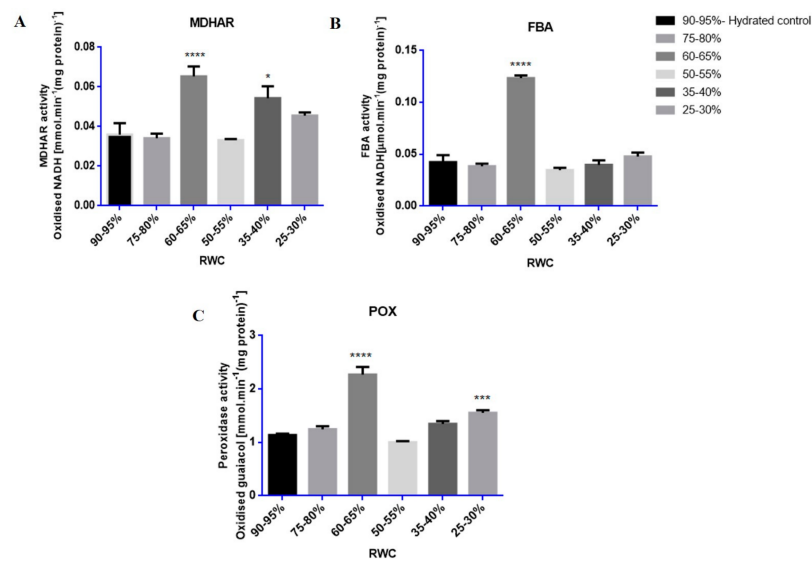 A
MDHAR
MDHAR activity
Oxidised NADH [mmol.min⁻¹(mg protein)⁻¹]
0.08
0.06
0.04
0.02
0.00
****
*
90-95%
75-80%
60-65%
50-55%
35-40%
25-30%
RWC
B
FBA
FBA activity
Oxidised NADH[µmol.min⁻¹(mg protein)⁻¹]
0.15
0.10
0.05
0.00
****
90-95%
75-80%
60-65%
50-55%
35-40%
25-30%
RWC
90-95%- Hydrated control
75-80%
60-65%
50-55%
35-40%
25-30%
C
POX
Peroxidase activity
Oxidised guaiacol [mmol.min⁻¹(mg protein)⁻¹]
3
2
1
0
****
***
90-95%
75-80%
60-65%
50-55%
35-40%
25-30%
RWC